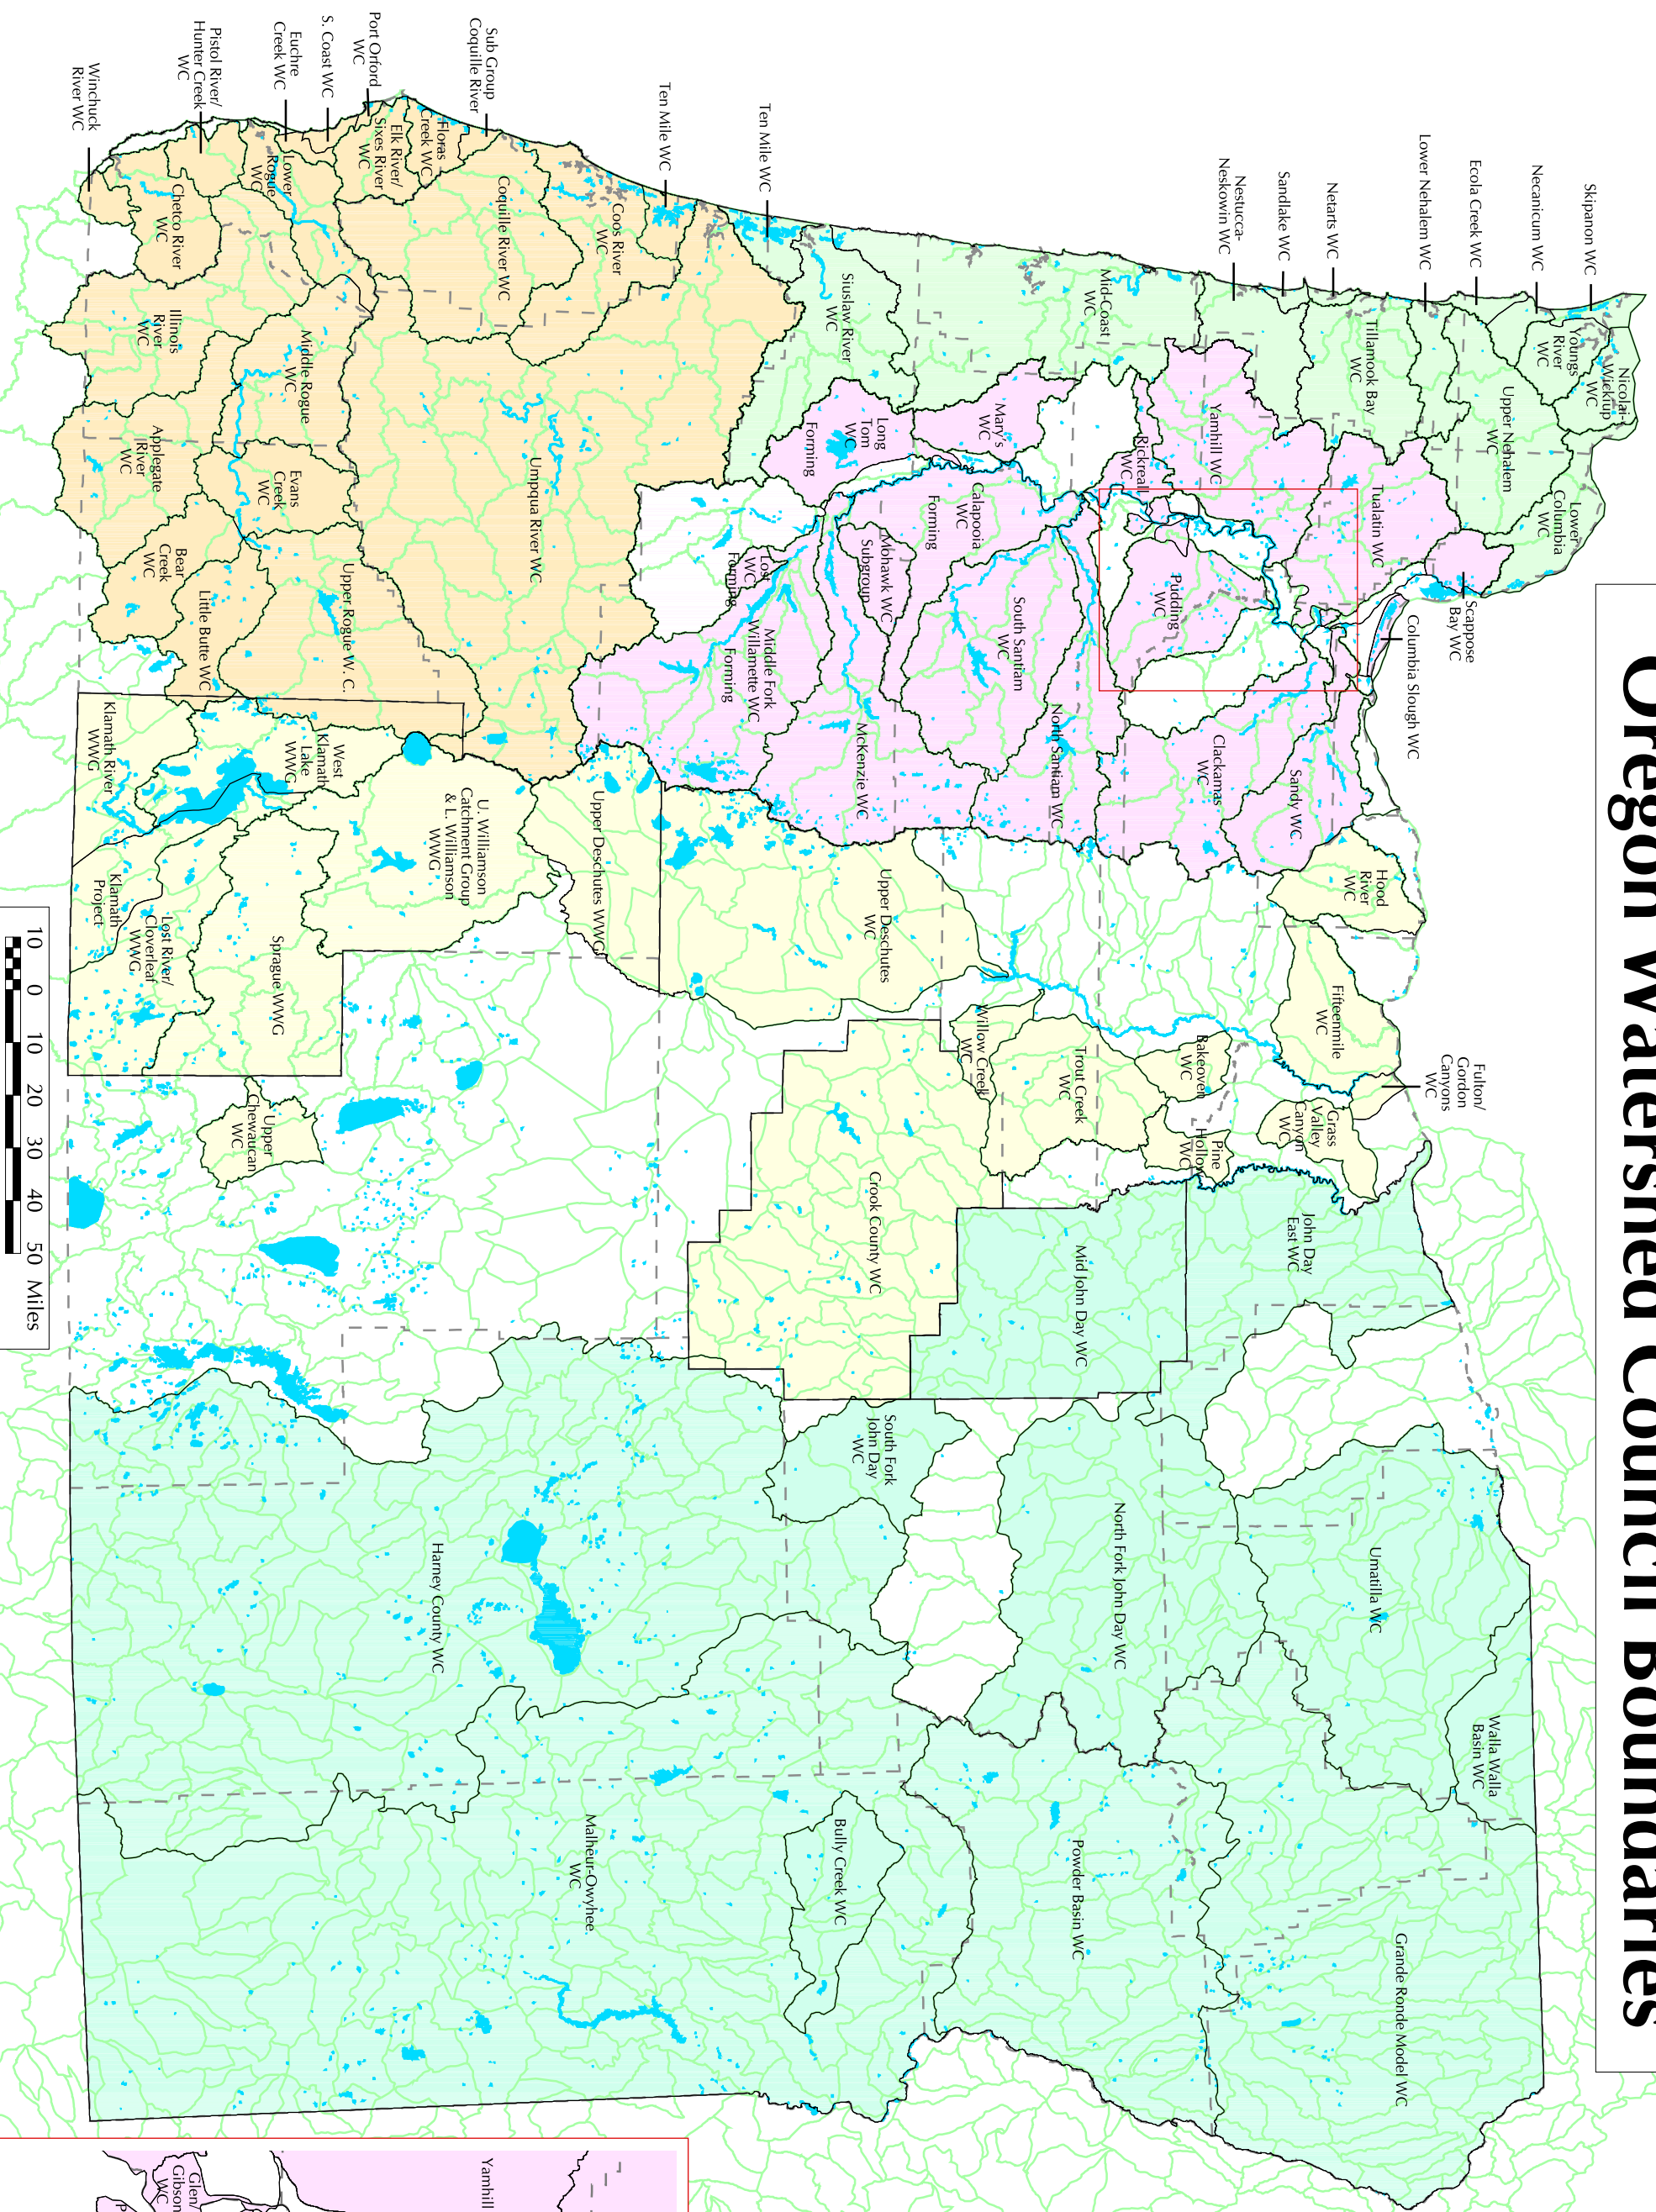 Oregon Watershed Council Boundaries
Skipanon WC
Necanicum WC
Ecola Creek WC
Lower Nehalem WC
Netarts WC
Sandlake WC
Nestucca-
Neskowin WC
Ten Mile WC
Ten Mile WC
Sub Group
Coquille River
Port Orford
WC
S. Coast WC
Euchre
Creek WC
Pistol River/
Hunter Creek
WC
Winchuck
River WC
Nicolai-
Wickiup
WC
Youngs
River
WC
Upper Nehalem
WC
Lower
Columbia
WC
Tillamook Bay
WC
Mid-Coast
WC
Siuslaw River
WC
Scappose
Bay WC
Columbia Slough WC
Tualatin WC
Yamhill WC
Rickreall
WC
Mary's
WC
Long
Tom
WC
Forming
Calapooia
WC
Forming
Pudding
WC
South Santiam
WC
Mohawk WC
Subgroup
Lost
WC
Forming
Middle Fork
Willamette WC
Forming
McKenzie WC
North Santiam WC
Clackamas
WC
Sandy WC
Coos River
WC
Coquille River WC
Floras
Creek WC
Elk River/
Sixes River
WC
Lower
Rogue
WC
Chetco River
WC
Illinois
River
WC
Middle Rogue
WC
Applegate
River
WC
Evans
Creek
WC
Umpqua River WC
Bear
Creek
WC
Little Butte WC
Upper Rogue W. C.
Hood
River
WC
Fifteenmile
WC
Fulton/
Gordon
Canyons
WC
Grass
Valley
Canyon
WC
Pine
Hollow
WC
Bakeoven
WC
Trout Creek
WC
Willow Creek
WC
Upper Deschutes
WC
Upper Deschutes WWG
U. Williamson
Catchment Group
& L. Williamson
WWG
West
Klamath
Lake
WWG
Klamath River
WWG
Klamath
Project
Lost River/
Cloverleaf
WWG
Sprague WWG
Upper
Chewaucan
WC
Crook County WC
John Day
East WC
Mid John Day WC
South Fork
John Day
WC
North Fork John Day WC
Umatilla WC
Walla Walla
Basin WC
Grande Ronde Model WC
Powder Basin WC
Bully Creek WC
Malheur-Owyhee
WC
Harney County WC
10 0 10 20 30 40 50 Miles
Yamhill
Glen/
Gibson
WC